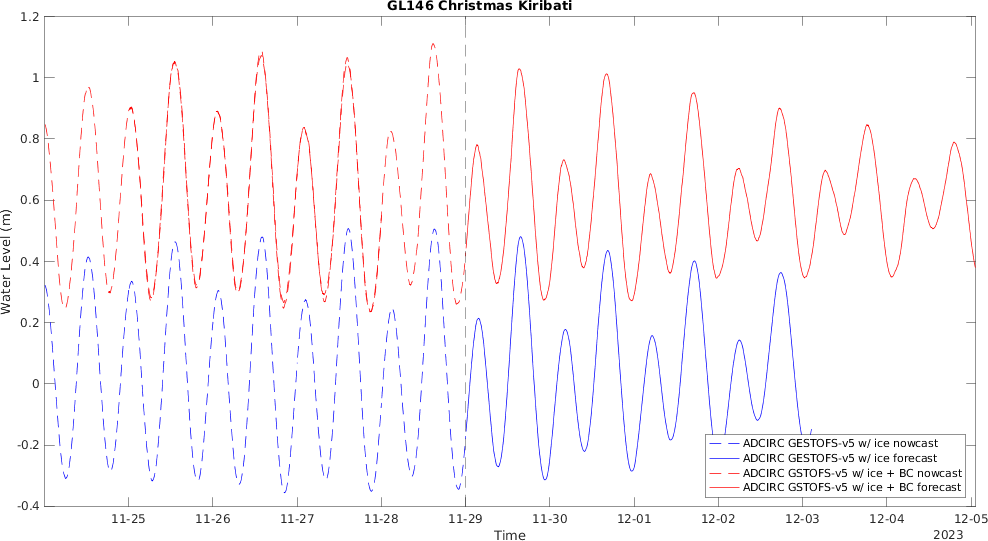 GL146 Christmas Kiribati
Water Level (m)
1.2
1
0.8
0.6
0.4
0.2
0
-0.2
-0.4
ADCIRC GESTOFS-v5 w/ ice nowcast
ADCIRC GESTOFS-v5 w/ ice forecast
ADCIRC GSTOFS-v5 w/ ice + BC nowcast
ADCIRC GSTOFS-v5 w/ ice + BC forecast
11-25 11-26 11-27 11-28 11-29 11-30 12-01 12-02 12-03 12-04 12-05
Time
2023